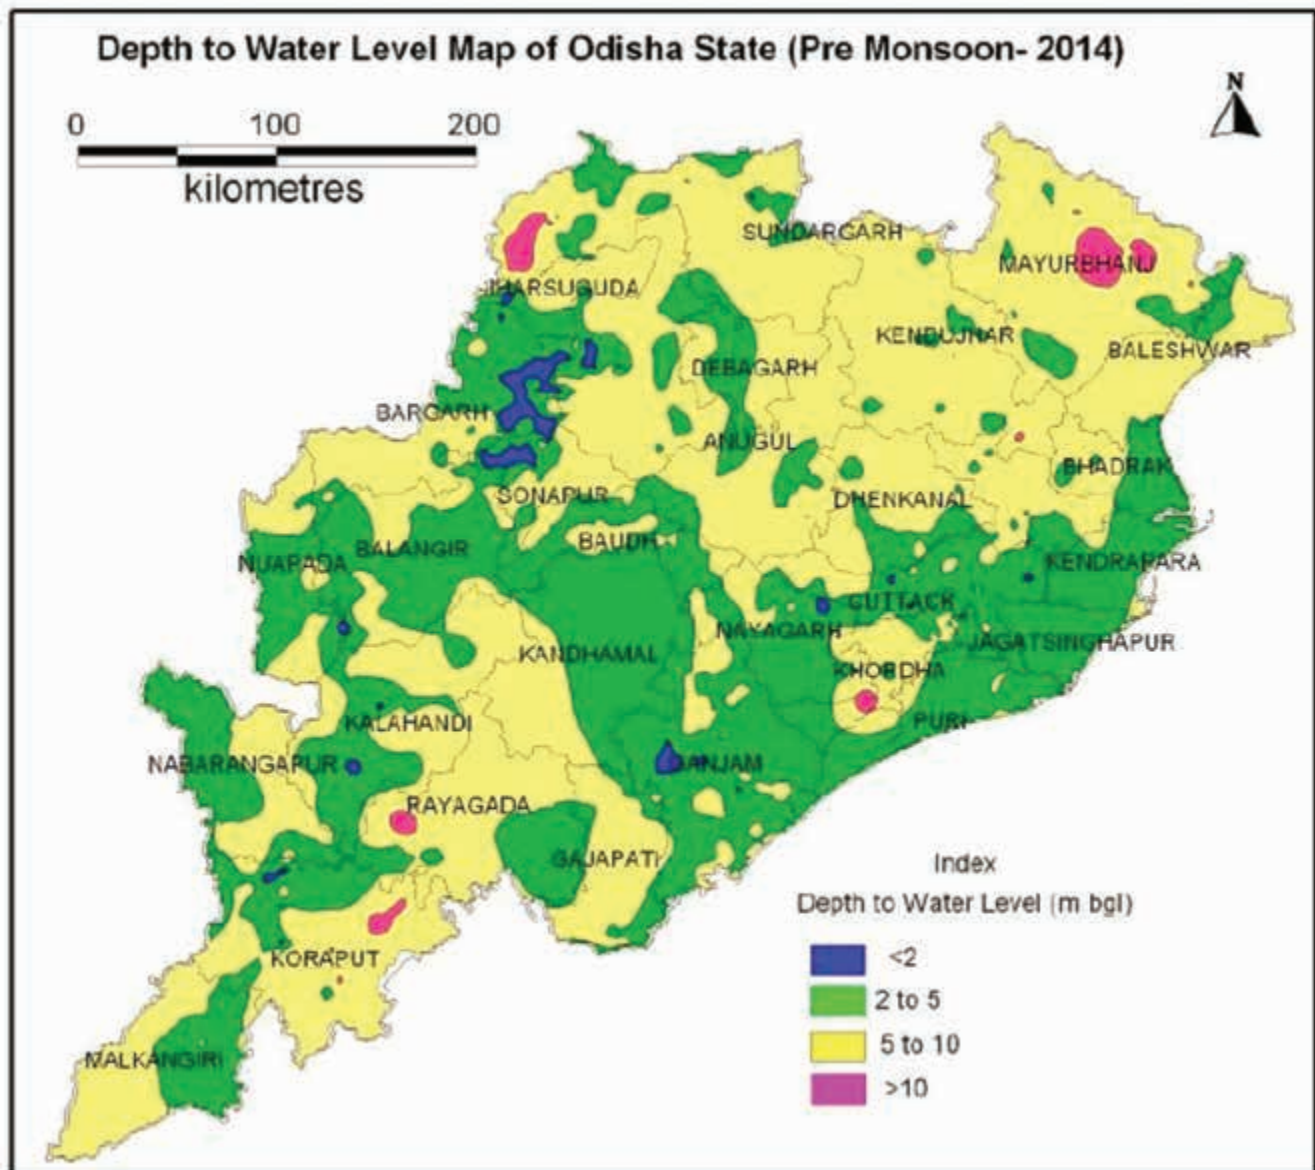 Depth to Water Level Map of Odisha State (Pre Monsoon- 2014)
N
0 100 200
kilometres
SUNDARGARH
MAYURBHANJ
JHARSUGUDA
KENDUJHAR
BALESHWAR
DEBAGARH
BARGARH
ANUGUL
BHADRAK
SONAPUR
DHENKANAL
BAUDH
BALANGIR
NUAPADA
KENDRAPARA
CUTTACK
NAYAGARH
JAGATSINGHAPUR
KANDHAMAL
KHORDHA
PURI
KALAHANDI
NABARANGAPUR
GANJAM
RAYAGADA
GAJAPATI
KORAPUT
MALKANGIRI
Index
Depth to Water Level (m bgl)
<2
2 to 5
5 to 10
>10